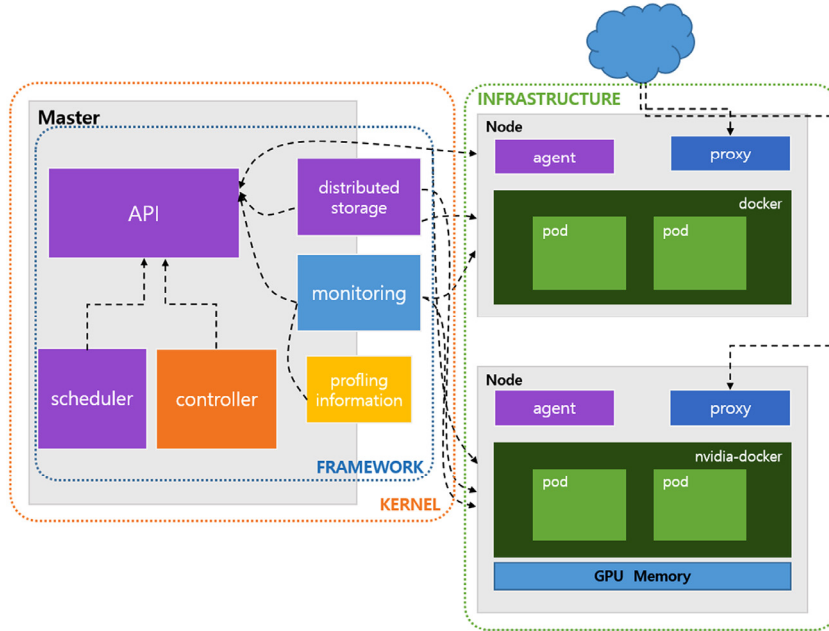 INFRASTRUCTURE
Master
Node
agent
proxy
API
distributed
storage
docker
pod
pod
monitoring
scheduler
controller
profling
information
FRAMEWORK
KERNEL
Node
agent
proxy
nvidia-docker
pod
pod
GPU Memory